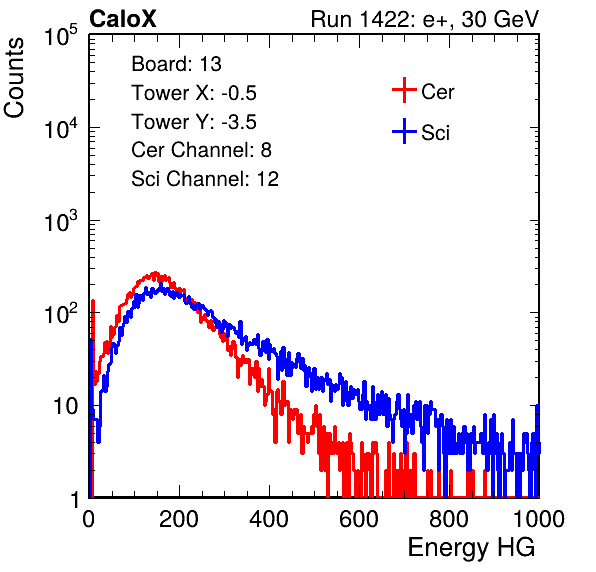 CaloX Run 1422: e+, 30 GeV
Counts
10^5
10^4
10^3
10^2
10
1
Board: 13
Tower X: -0.5
Tower Y: -3.5
Cer Channel: 8
Sci Channel: 12
Cer
Sci
0 200 400 600 800 1000
Energy HG